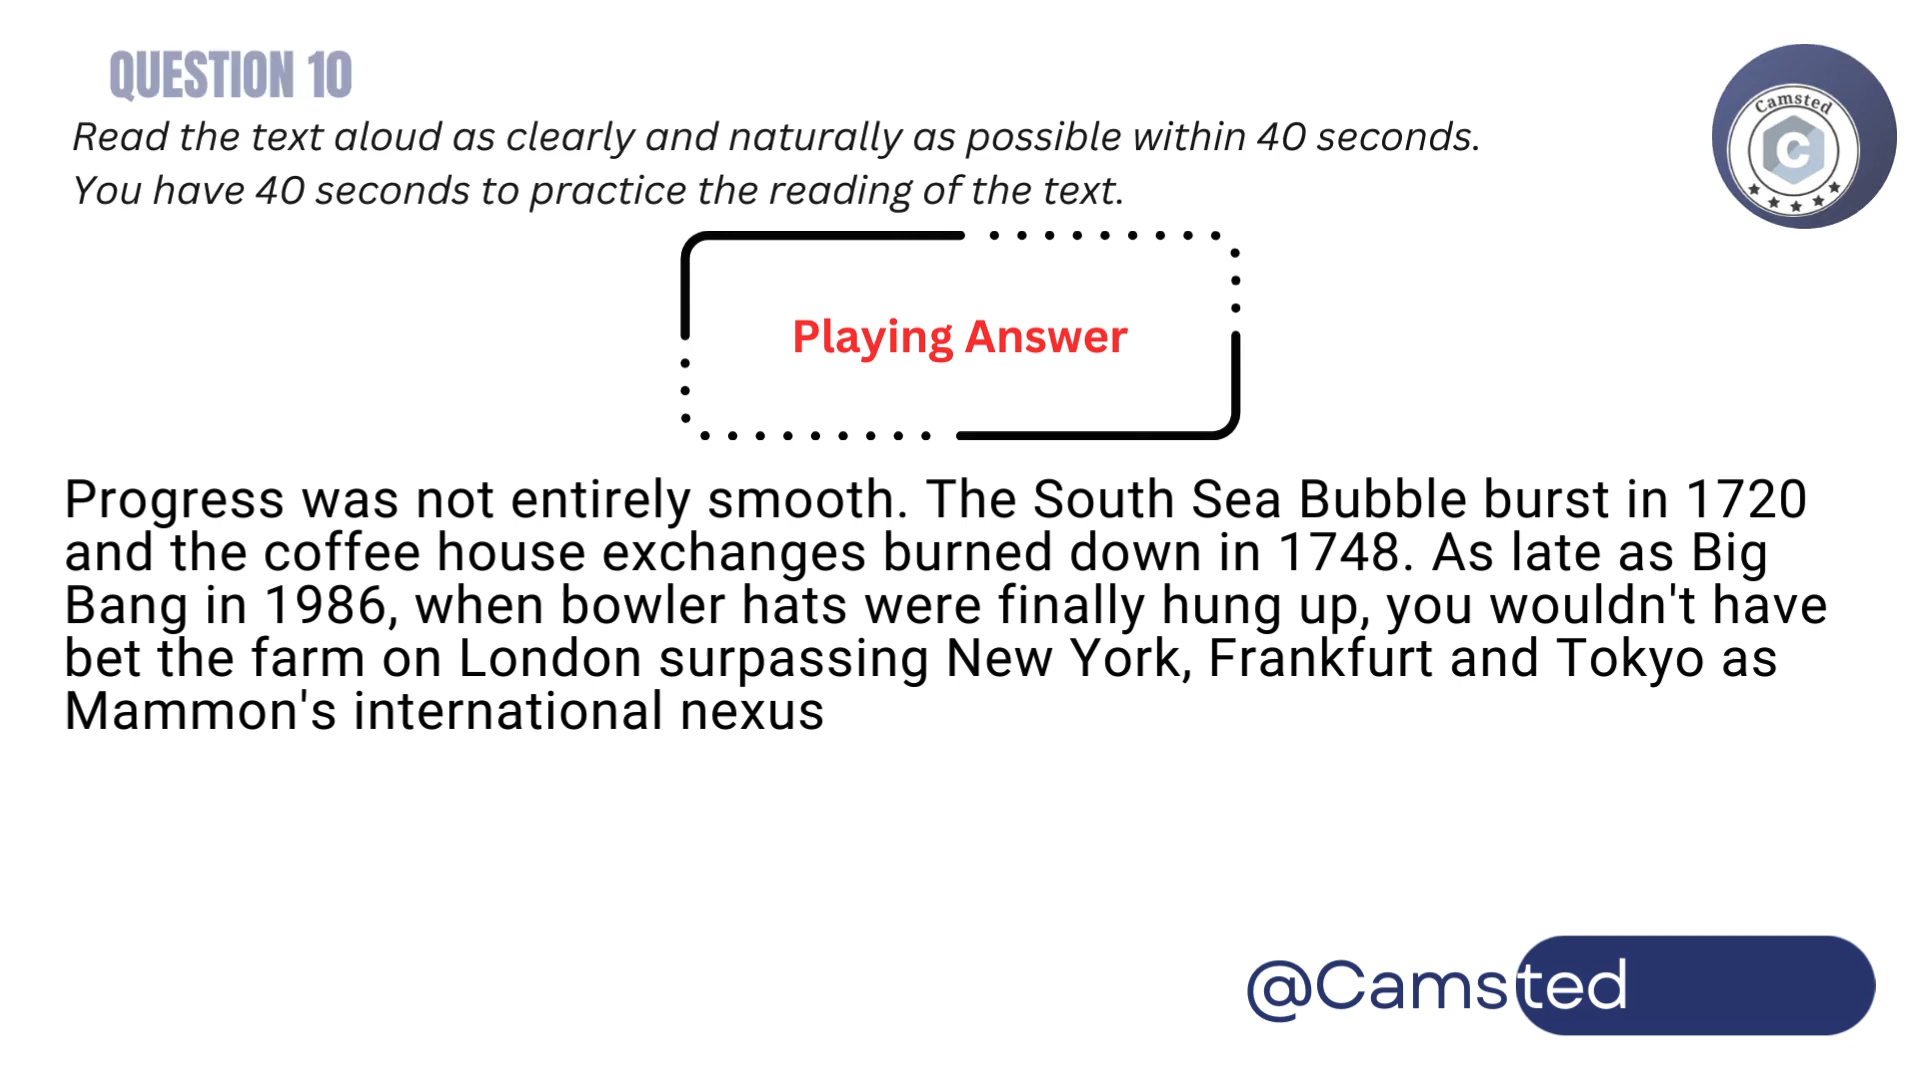 QUESTION 10
Camsted
C
Read the text aloud as clearly and naturally as possible within 40 seconds.
You have 40 seconds to practice the reading of the text.
Playing Answer
Progress was not entirely smooth. The South Sea Bubble burst in 1720
and the coffee house exchanges burned down in 1748. As late as Big
Bang in 1986, when bowler hats were finally hung up, you wouldn't have
bet the farm on London surpassing New York, Frankfurt and Tokyo as
Mammon's international nexus
@Camsted